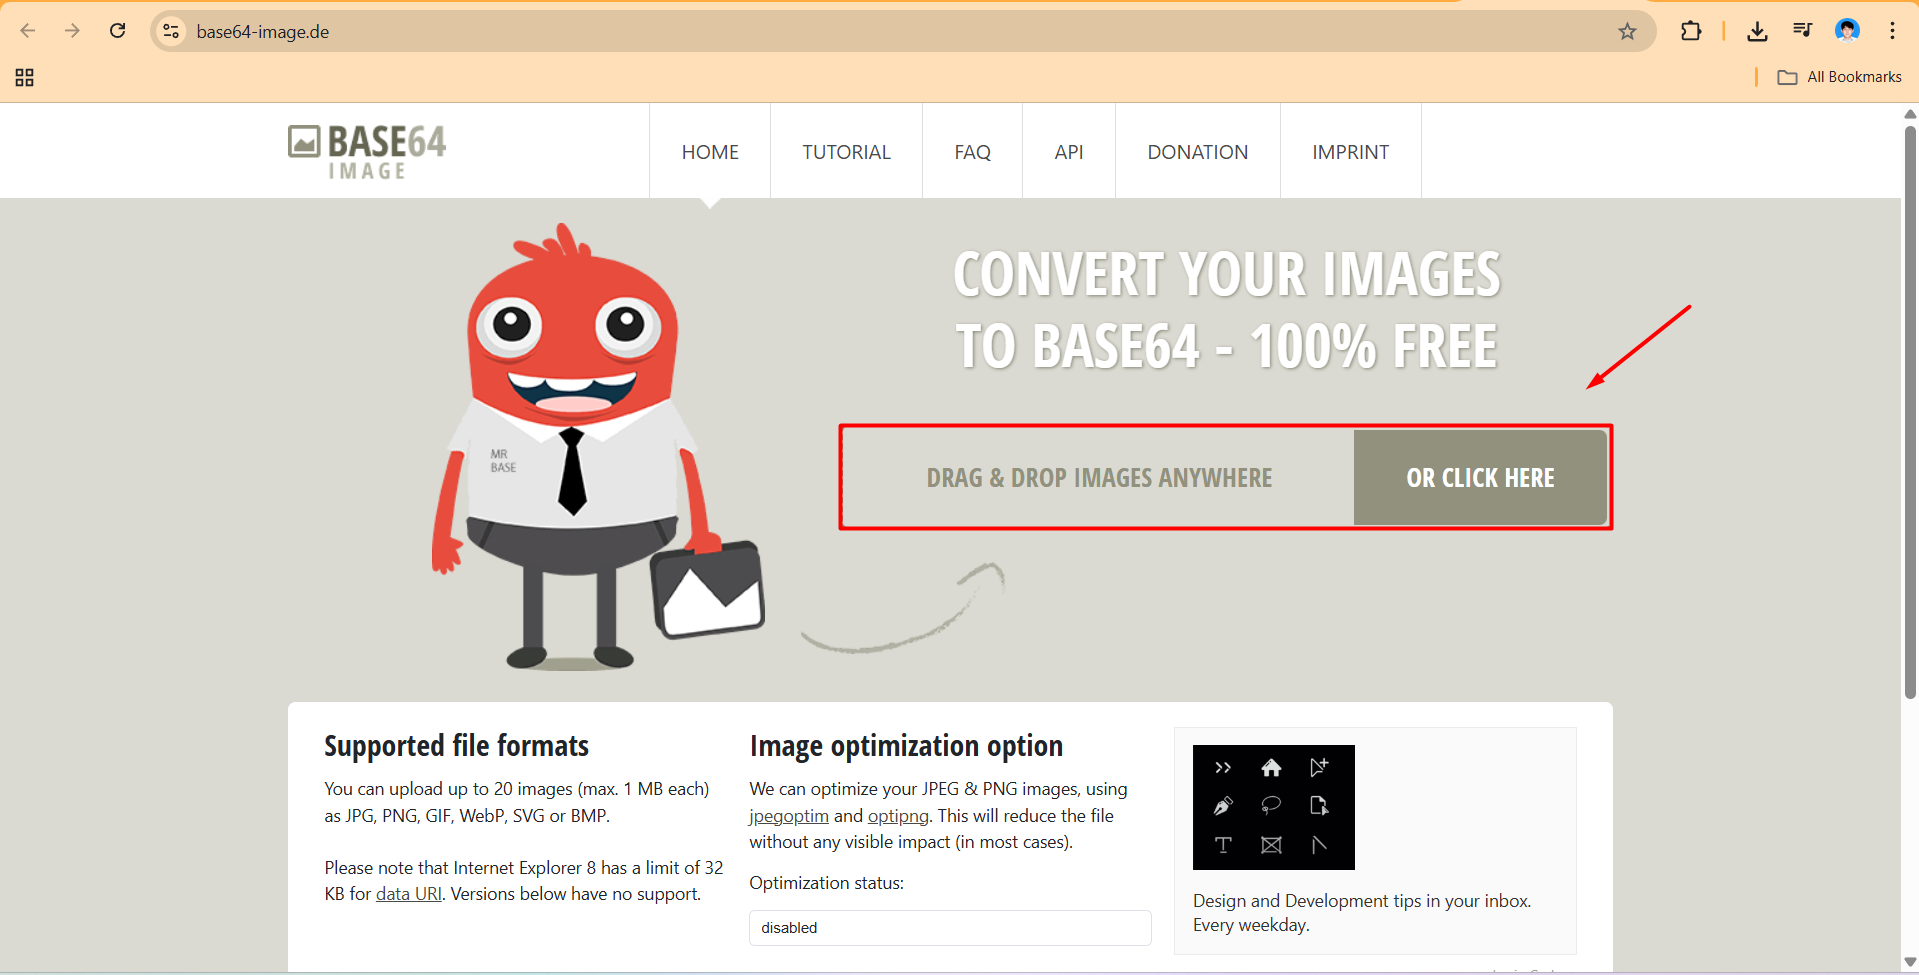 base64-image.de
All Bookmarks
BASE64
IMAGE
HOME
TUTORIAL
FAQ
API
DONATION
IMPRINT
CONVERT YOUR IMAGES
TO BASE64 - 100% FREE
MR
BASE
DRAG & DROP IMAGES ANYWHERE
OR CLICK HERE
Supported file formats
You can upload up to 20 images (max. 1 MB each)
as JPG, PNG, GIF, WebP, SVG or BMP.
Please note that Internet Explorer 8 has a limit of 32
KB for data URI. Versions below have no support.
Image optimization option
We can optimize your JPEG & PNG images, using
jpegoptim and optipng. This will reduce the file
without any visible impact (in most cases).
Optimization status:
disabled
Design and Development tips in your inbox.
Every weekday.